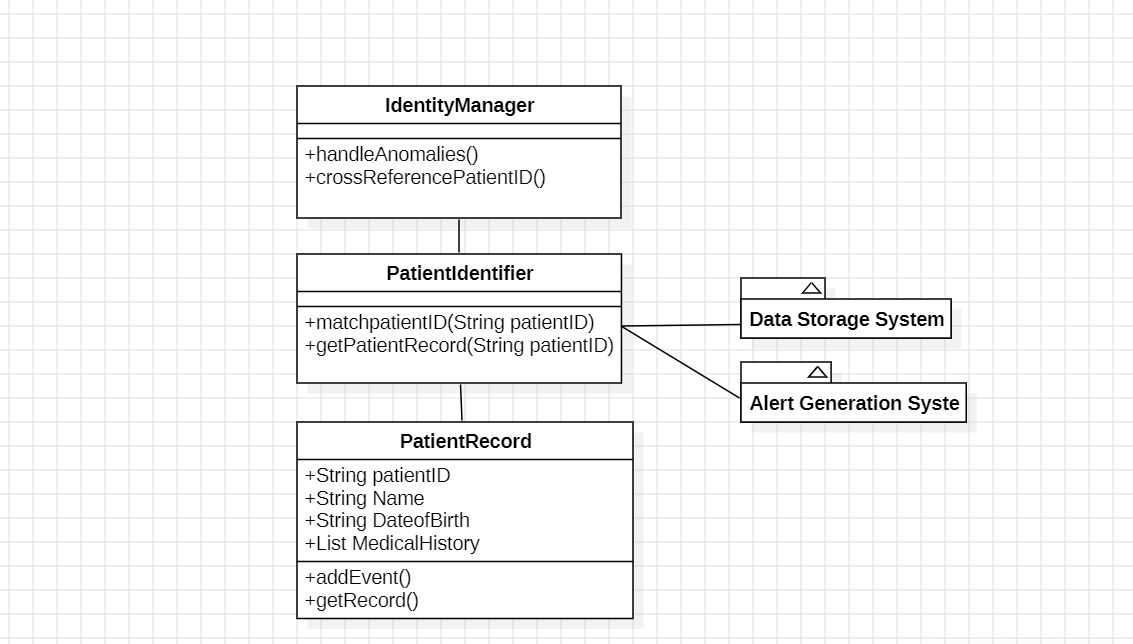 IdentityManager
+handleAnomalies()
+crossReferencePatientID()
PatientIdentifier
+matchpatientID(String patientID)
+getPatientRecord(String patientID)
Data Storage System
Alert Generation Syste
PatientRecord
+String patientID
+String Name
+String DateofBirth
+List MedicalHistory
+addEvent()
+getRecord()